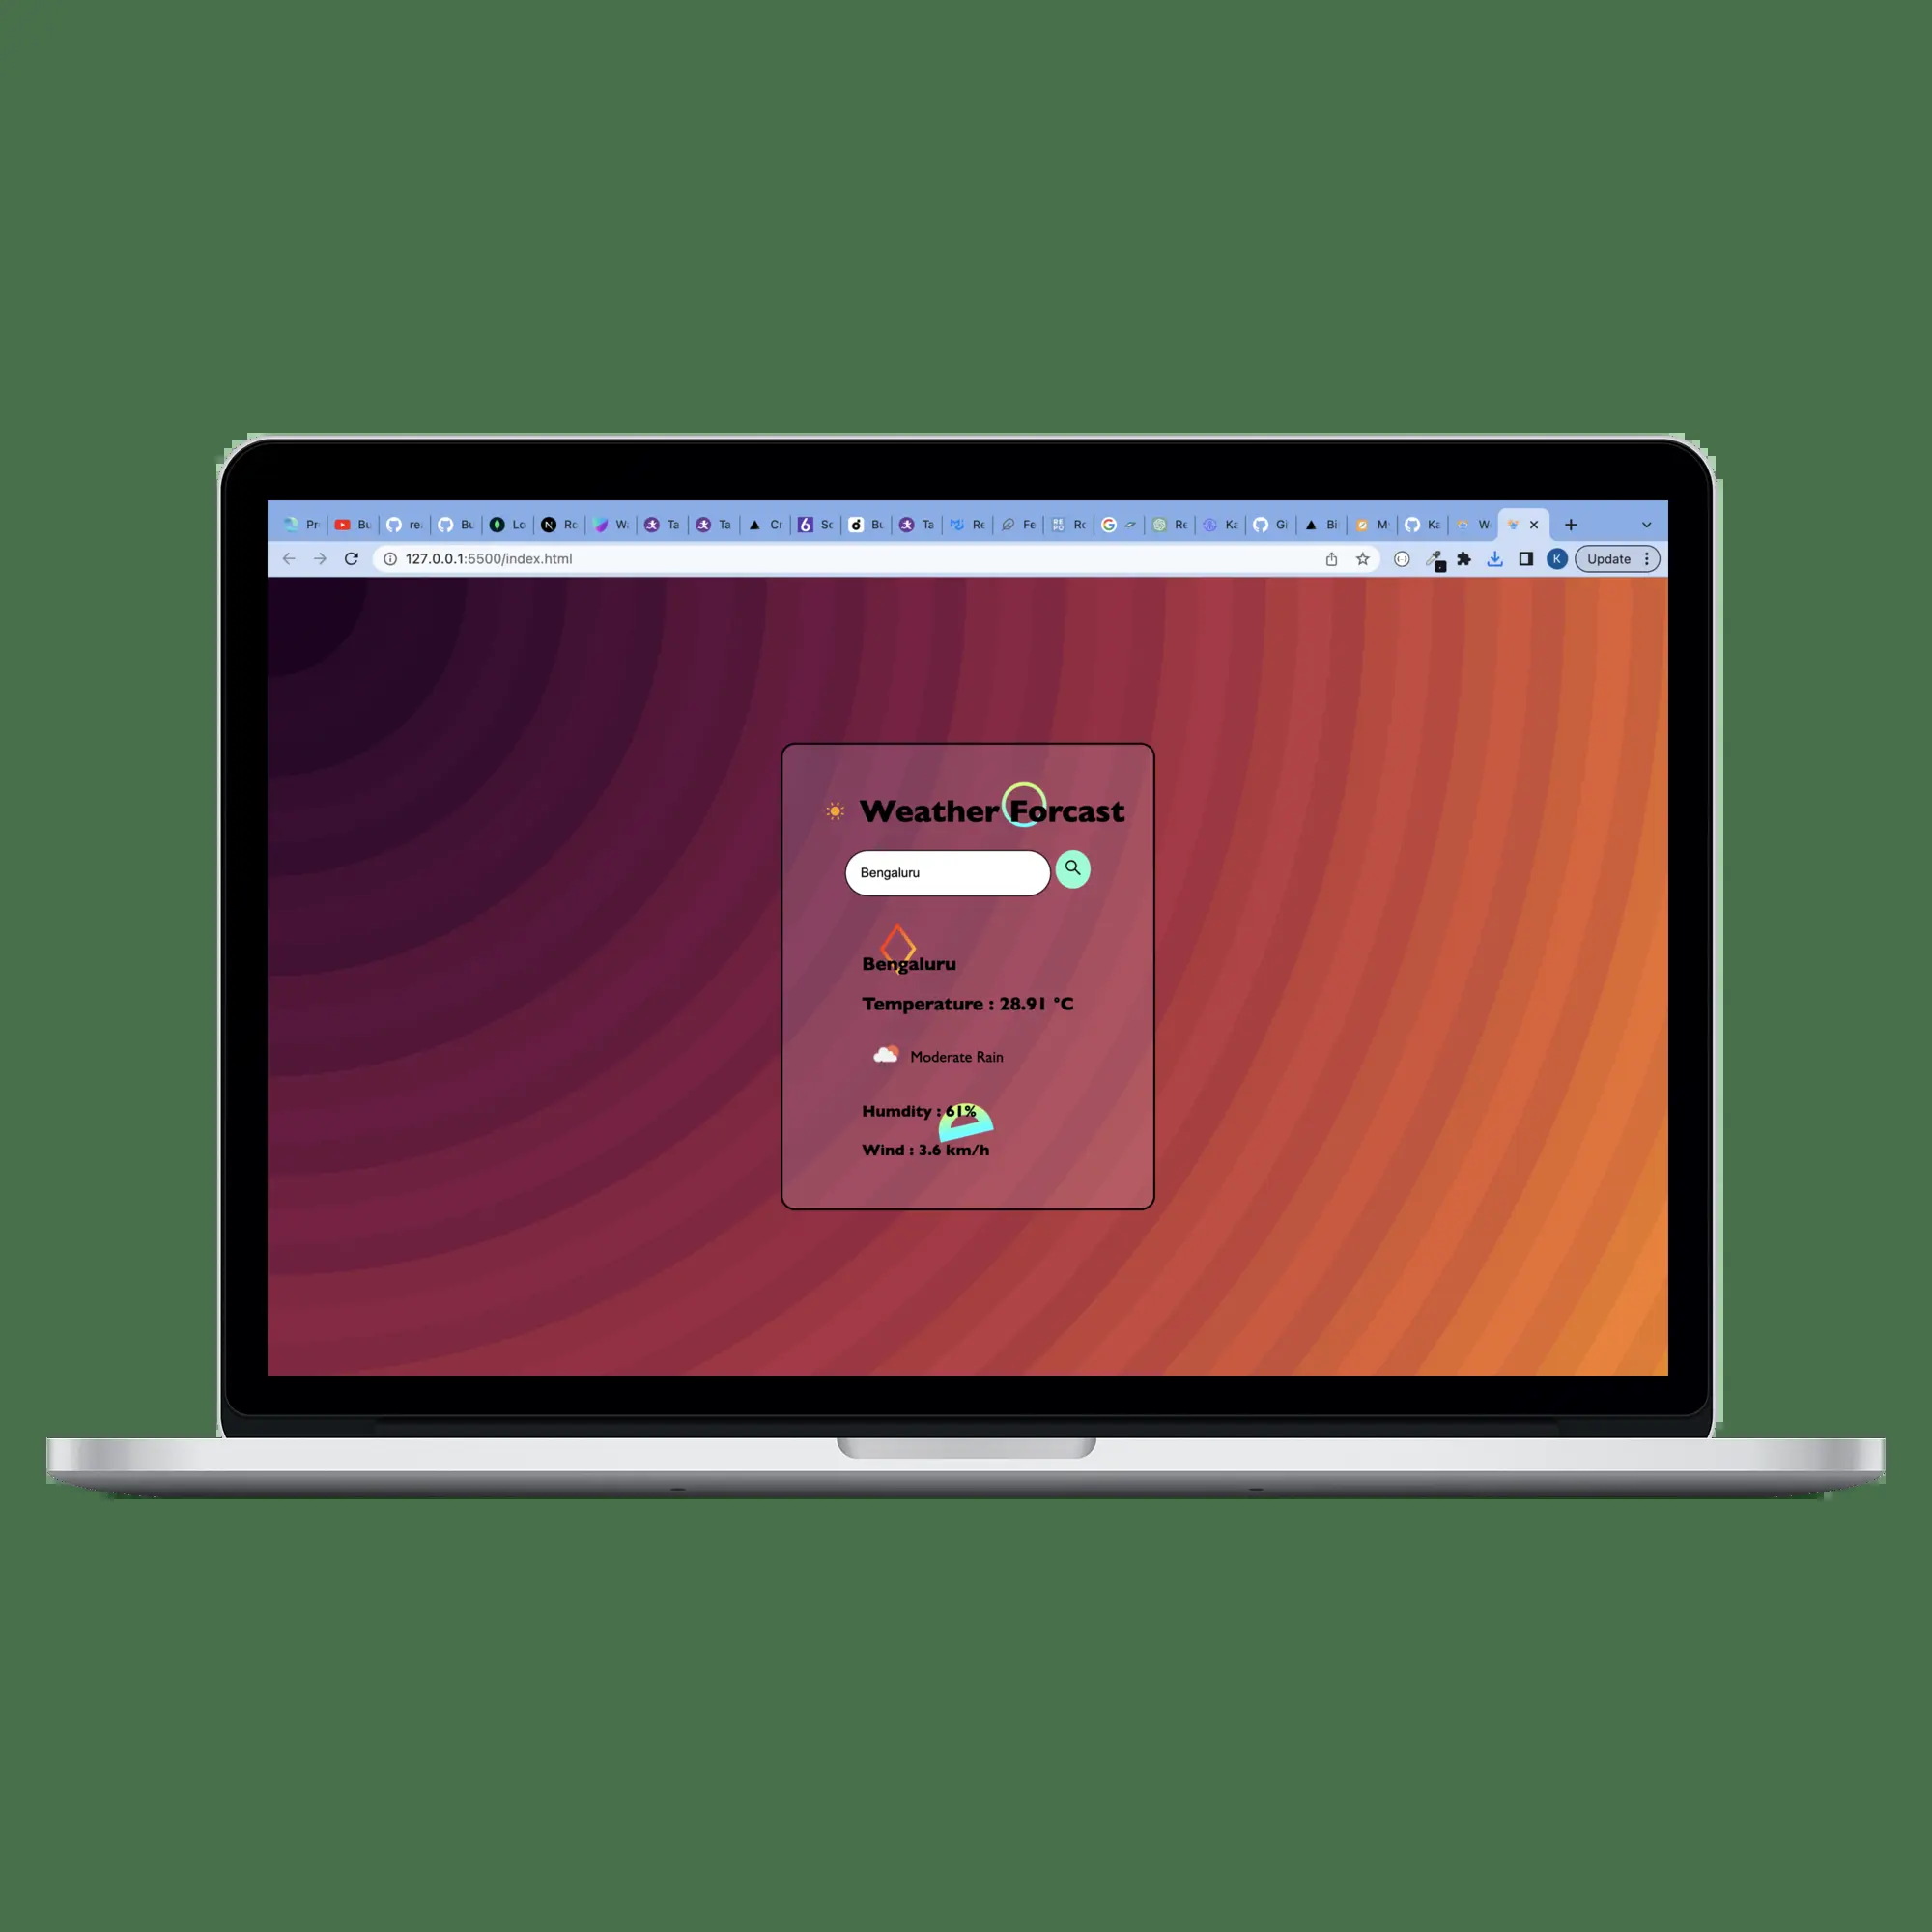 Pr Bu re Bu Lo Ro Wa Ta Ta Cr Sc Bu Ta Re Fe Rc Re Ka Gi Bi M Ka W
127.0.0.1:5500/index.html
Update
K
Weather Forcast
Bengaluru
Bengaluru
Temperature : 28.91 °C
Moderate Rain
Humdity : 61%
Wind : 3.6 km/h